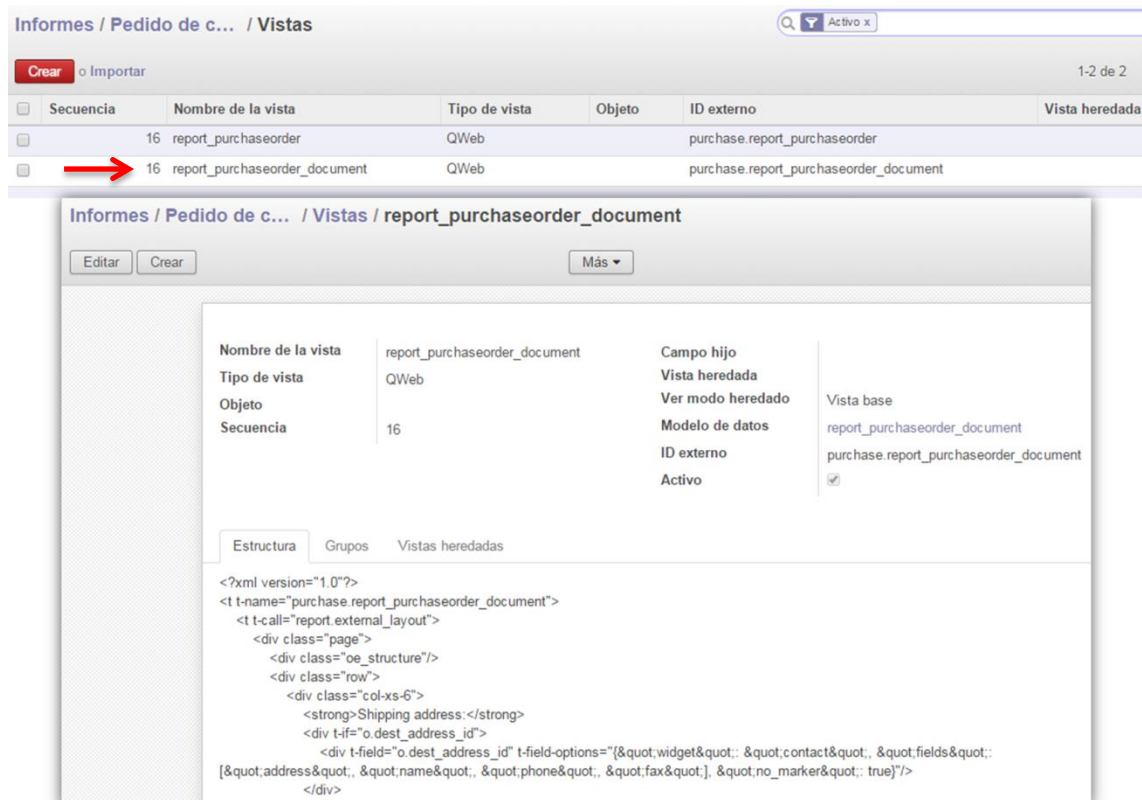 Informes / Pedido de c... / Vistas
Activo x
Crear o Importar
1-2 de 2
Secuencia Nombre de la vista Tipo de vista Objeto ID externo Vista heredada
16 report_purchaseorder QWeb purchase.report_purchaseorder
16 report_purchaseorder_document QWeb purchase.report_purchaseorder_document
Informes / Pedido de c... / Vistas / report_purchaseorder_document
Editar Crear Más
Nombre de la vista report_purchaseorder_document
Tipo de vista QWeb
Objeto
Secuencia 16
Campo hijo
Vista heredada
Ver modo heredado Vista base
Modelo de datos report_purchaseorder_document
ID externo purchase.report_purchaseorder_document
Activo
Estructura Grupos Vistas heredadas
<?xml version="1.0"?>
<t t-name="purchase.report_purchaseorder_document">
<t t-call="report.external_layout">
<div class="page">
<div class="oe_structure"/>
<div class="row">
<div class="col-xs-6">
<strong>Shipping address:</strong>
<div t-if="o.dest_address_id">
<div t-field="o.dest_address_id" t-field-options="{&quot;widget&quot;: &quot;contact&quot;, &quot;fields&quot;:
[&quot;address&quot;, &quot;name&quot;, &quot;phone&quot;, &quot;fax&quot;], &quot;no_marker&quot;: true}"/>
</div>